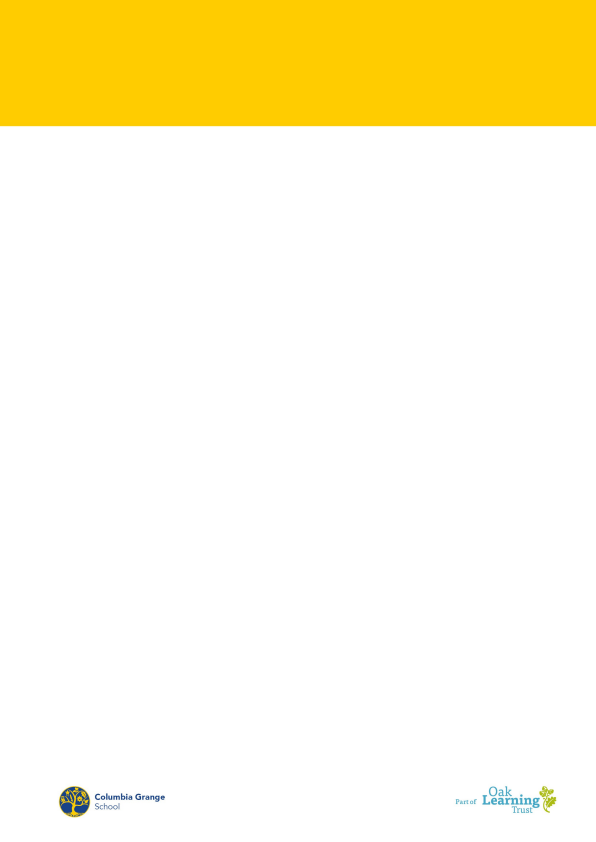 Columbia Grange
School
Part of
Oak
Learning
Trust